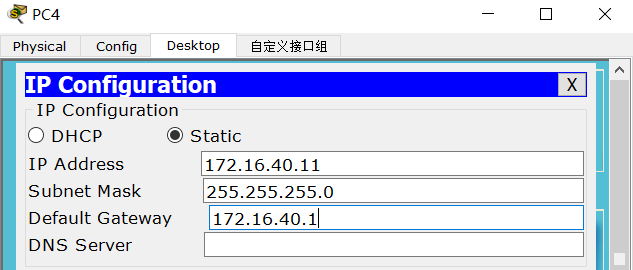 PC4
Physical Config Desktop 自定义接口组
IP Configuration X
IP Configuration
DHCP Static
IP Address 172.16.40.11
Subnet Mask 255.255.255.0
Default Gateway 172.16.40.1
DNS Server